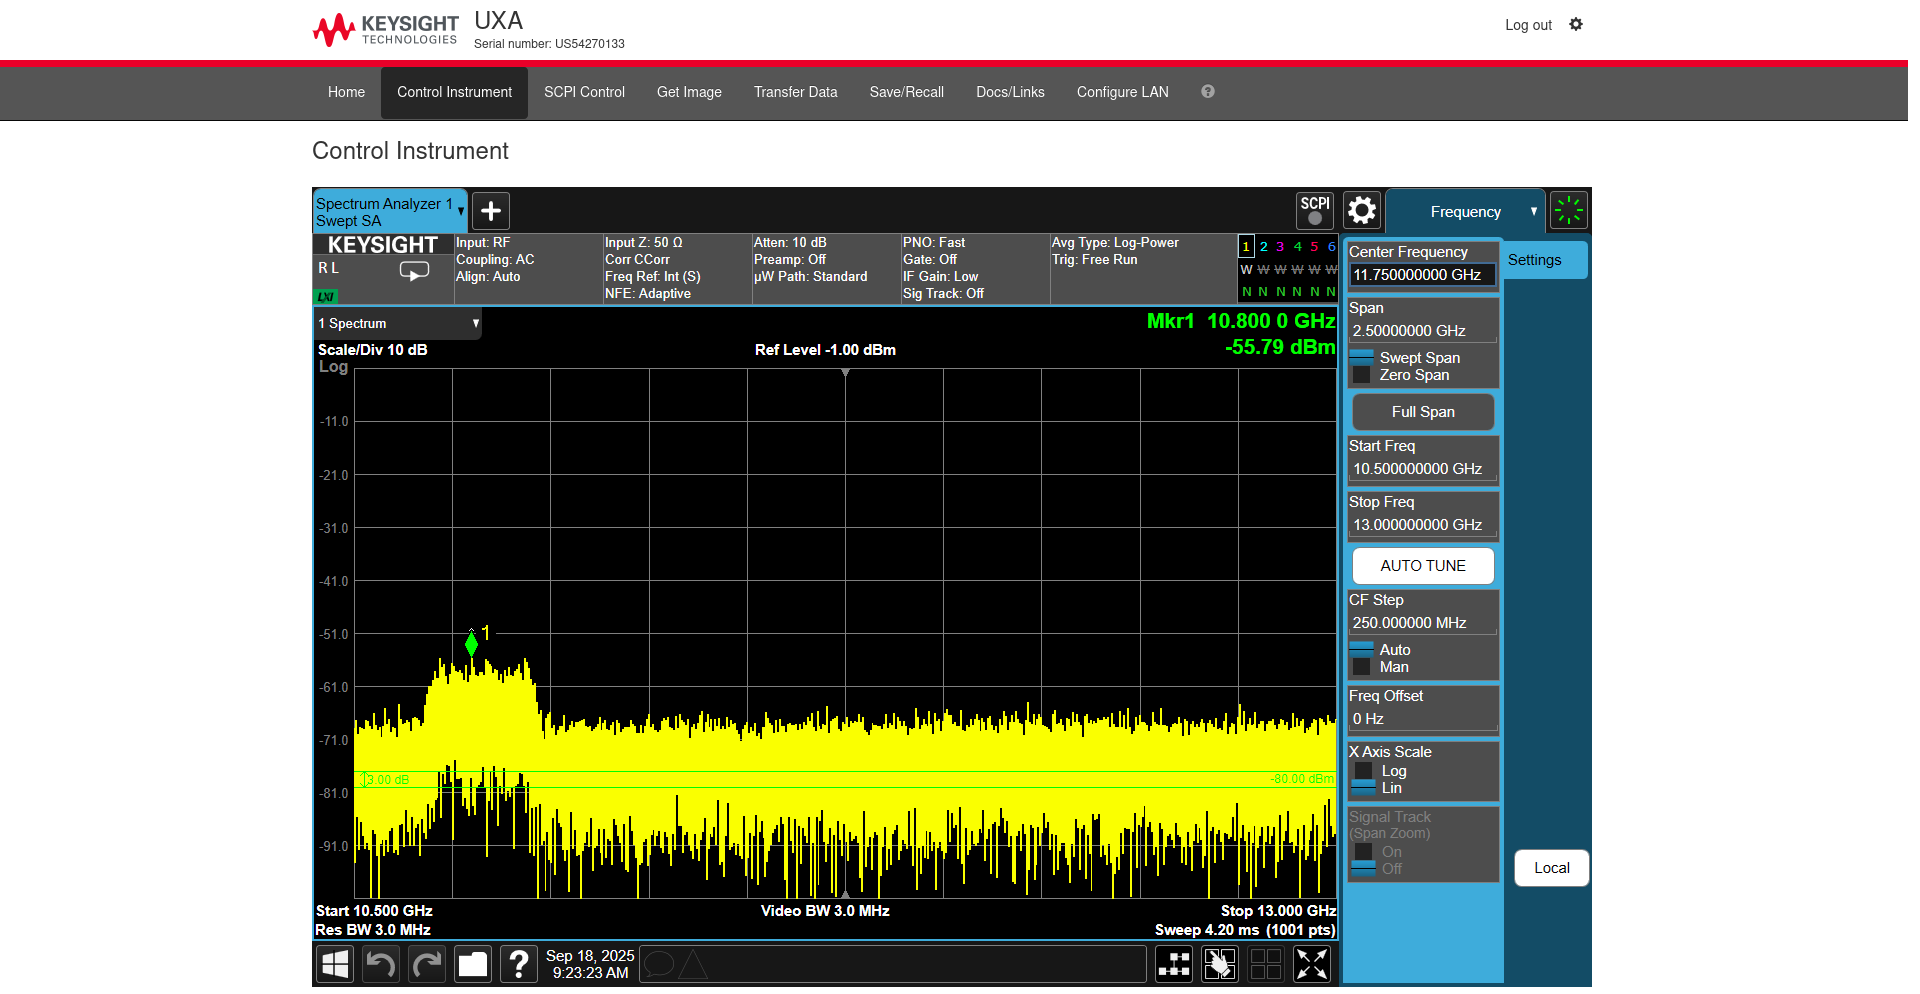 KEYSIGHT
TECHNOLOGIES
UXA
Serial number: US54270133
Log out
Home
Control Instrument
SCPI Control
Get Image
Transfer Data
Save/Recall
Docs/Links
Configure LAN
?
Control Instrument
Spectrum Analyzer 1
Swept SA
SCPI
Frequency
KEYSIGHT
R L
LXI
Input: RF
Coupling: AC
Align: Auto
Input Z: 50 Ω
Corr CCorr
Freq Ref: Int (S)
NFE: Adaptive
Atten: 10 dB
Preamp: Off
µW Path: Standard
PNO: Fast
Gate: Off
IF Gain: Low
Sig Track: Off
Avg Type: Log-Power
Trig: Free Run
1 2 3 4 5 6
W W W W W W
N N N N N N
1 Spectrum
Scale/Div 10 dB
Log
Ref Level -1.00 dBm
Mkr1 10.800 0 GHz
-55.79 dBm
-11.0
-21.0
-31.0
-41.0
-51.0
-61.0
-71.0
-81.0
-91.0
1
3.00 dB
-80.00 dBm
Start 10.500 GHz
Res BW 3.0 MHz
Video BW 3.0 MHz
Stop 13.000 GHz
Sweep 4.20 ms (1001 pts)
?
Sep 18, 2025
9:23:23 AM
Center Frequency
11.750000000 GHz
Span
2.50000000 GHz
Swept Span
Zero Span
Full Span
Start Freq
10.500000000 GHz
Stop Freq
13.000000000 GHz
AUTO TUNE
CF Step
250.000000 MHz
Auto
Man
Freq Offset
0 Hz
X Axis Scale
Log
Lin
Signal Track
(Span Zoom)
On
Off
Settings
Local